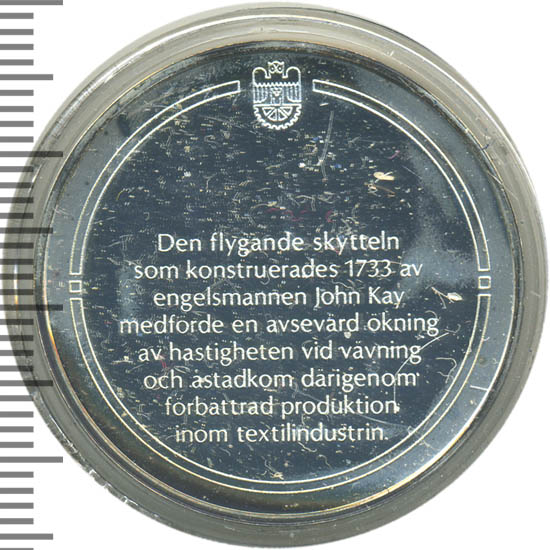 Den flygande skytteln
som konstruerades 1733 av
engelsmannen John Kay
medförde en avsevärd ökning
av hastigheten vid vävning
och åstadkom därigenom
förbättrad produktion
inom textilindustrin.